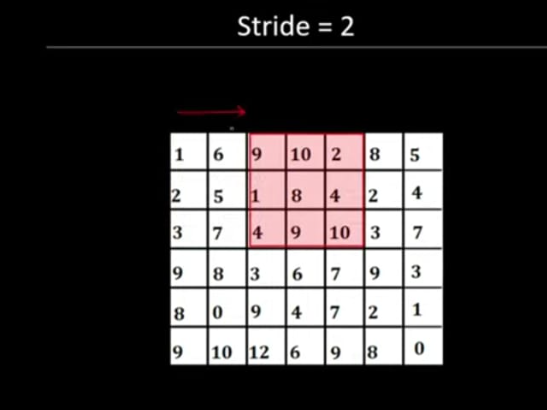 Stride = 2
1 6 9 10 2 8 5
2 5 1 8 4 2 4
3 7 4 9 10 3 7
9 8 3 6 7 9 3
8 0 9 4 7 2 1
9 10 12 6 9 8 0